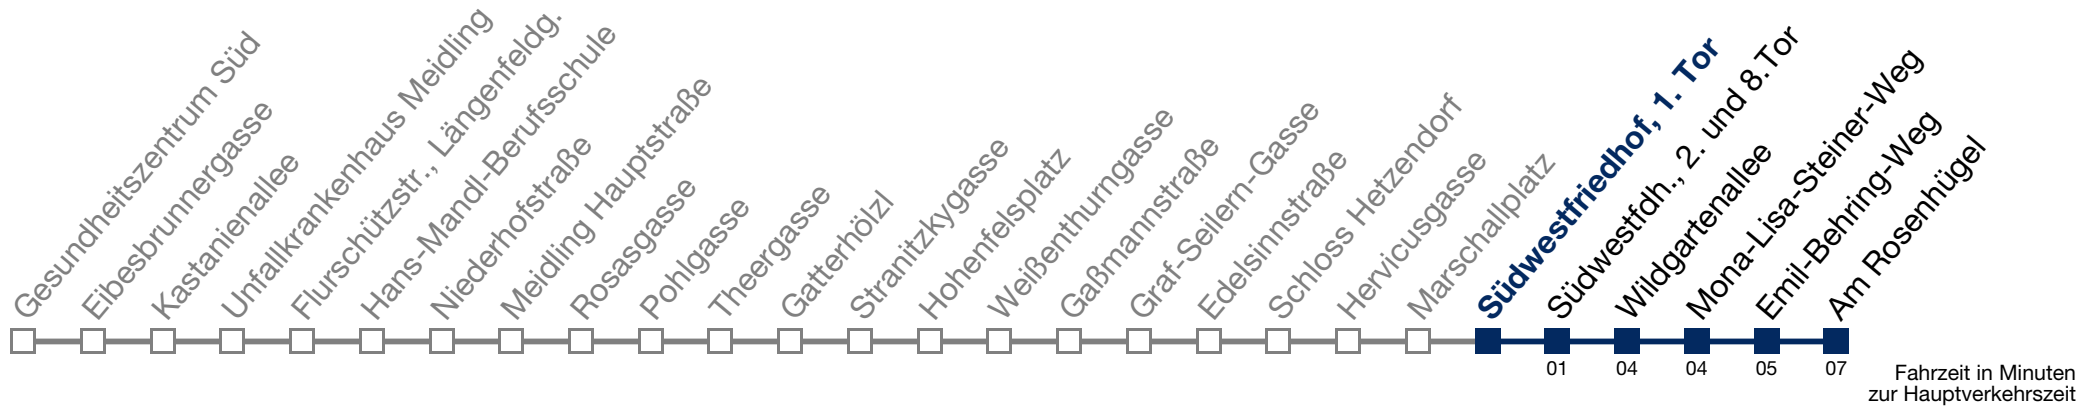 Gesundheitszentrum Süd
Eibesbrunnergasse
Kastanienallee
Unfallkrankenhaus Meidling
Flurschützstr., Längenfeldg.
Hans-Mandl-Berufsschule
Niederhofstraße
Meidling Hauptstraße
Rosasgasse
Pohlgasse
Theergasse
Gatterhölzl
Stranitzkygasse
Hohenfelsplatz
Weißenthurngasse
Gaßmannstraße
Graf-Seilern-Gasse
Edelsinnstraße
Schloss Hetzendorf
Hervicusgasse
Marschallplatz
Südwestfriedhof, 1. Tor
Südwestfdh., 2. und 8.Tor
Wildgartenallee
Mona-Lisa-Steiner-Weg
Emil-Behring-Weg
Am Rosenhügel
01 04 04 05 07
Fahrzeit in Minuten
zur Hauptverkehrszeit